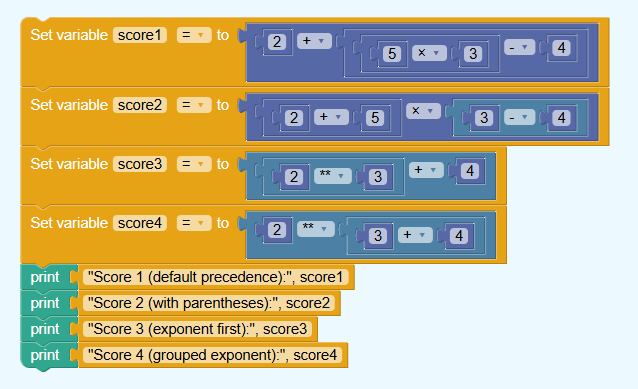 Set variable score1 = to 2 + 5 × 3 - 4
Set variable score2 = to 2 + 5 × 3 - 4
Set variable score3 = to 2 ** 3 + 4
Set variable score4 = to 2 ** 3 + 4
print "Score 1 (default precedence):", score1
print "Score 2 (with parentheses):", score2
print "Score 3 (exponent first):", score3
print "Score 4 (grouped exponent):", score4